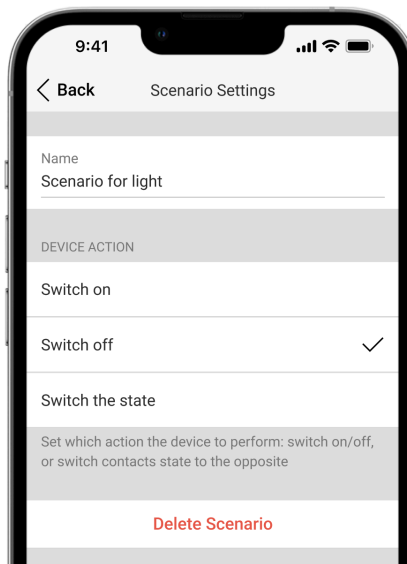 9:41
Back Scenario Settings
Name
Scenario for light
DEVICE ACTION
Switch on
Switch off
Switch the state
Set which action the device to perform: switch on/off,
or switch contacts state to the opposite
Delete Scenario